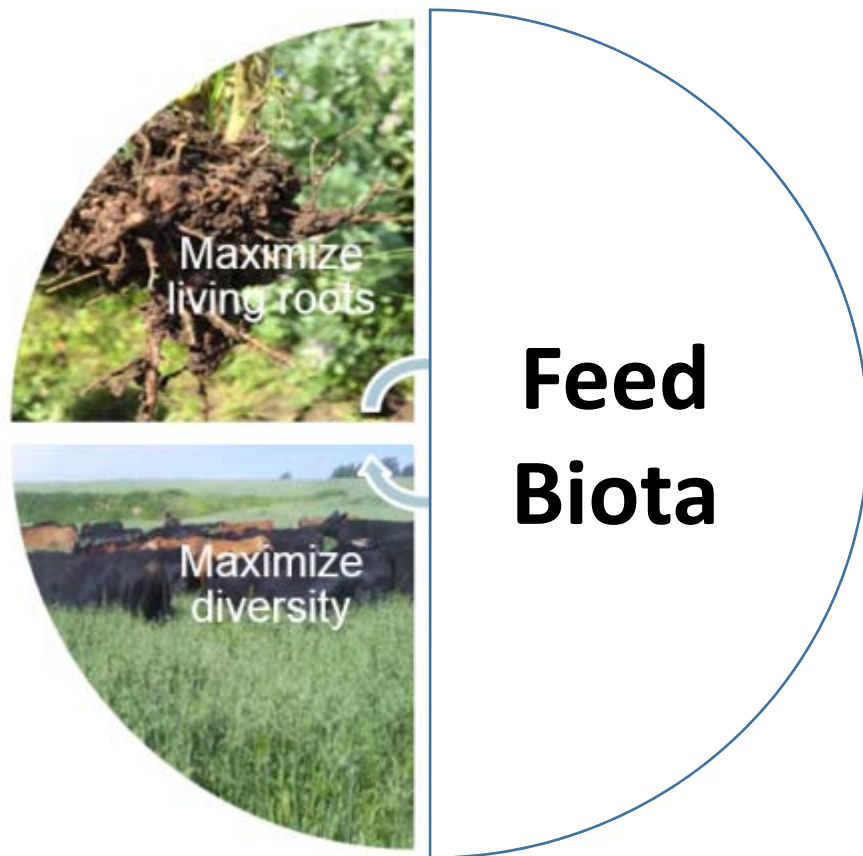 Maximize
living roots
Feed
Biota
Maximize
diversity